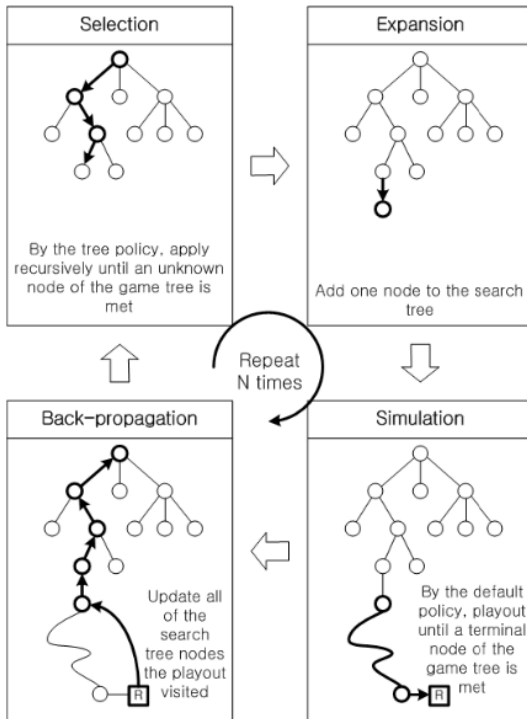 Selection
By the tree policy, apply
recursively until an unknown
node of the game tree is
met
Expansion
Add one node to the search
tree
Repeat
N times
Back-propagation
Update all
of the
search
tree nodes
the playout
visited
R
Simulation
By the default
policy, playout
until a terminal
node of the
game tree is
met
R